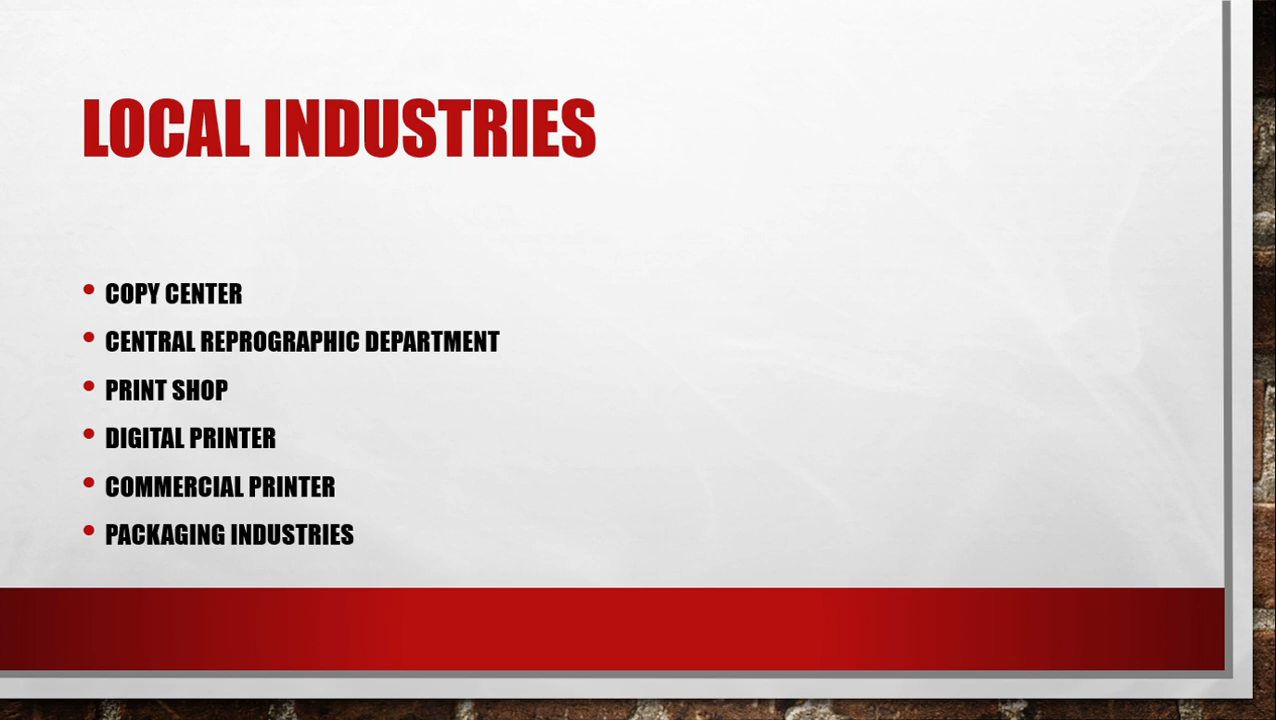 LOCAL INDUSTRIES
• COPY CENTER
• CENTRAL REPROGRAPHIC DEPARTMENT
• PRINT SHOP
• DIGITAL PRINTER
• COMMERCIAL PRINTER
• PACKAGING INDUSTRIES